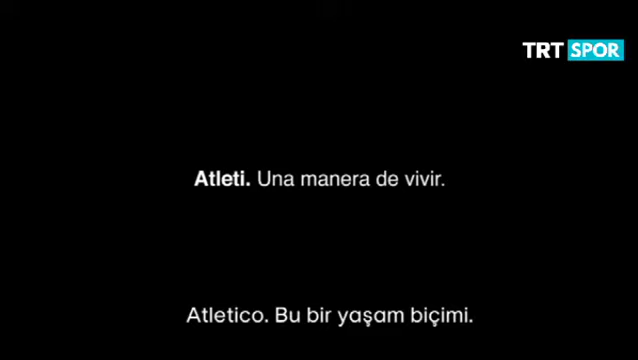 TRT SPOR
Atleti. Una manera de vivir.
Atletico. Bu bir yaşam biçimi.